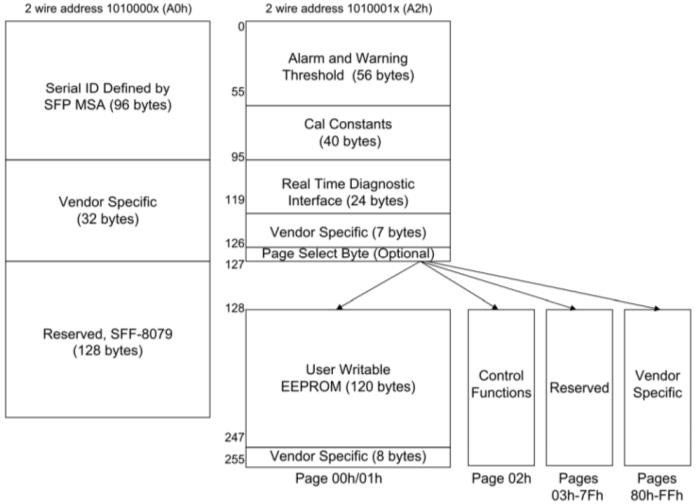 2 wire address 1010000x (A0h)
2 wire address 1010001x (A2h)
Serial ID Defined by
SFP MSA (96 bytes)
Vendor Specific
(32 bytes)
Reserved, SFF-8079
(128 bytes)
0
Alarm and Warning
Threshold (56 bytes)
55
Cal Constants
(40 bytes)
95
Real Time Diagnostic
Interface (24 bytes)
119
Vendor Specific (7 bytes)
126
Page Select Byte (Optional)
127
128
User Writable
EEPROM (120 bytes)
247
Vendor Specific (8 bytes)
255
Page 00h/01h
Control
Functions
Page 02h
Reserved
Pages
03h-7Fh
Vendor
Specific
Pages
80h-FFh